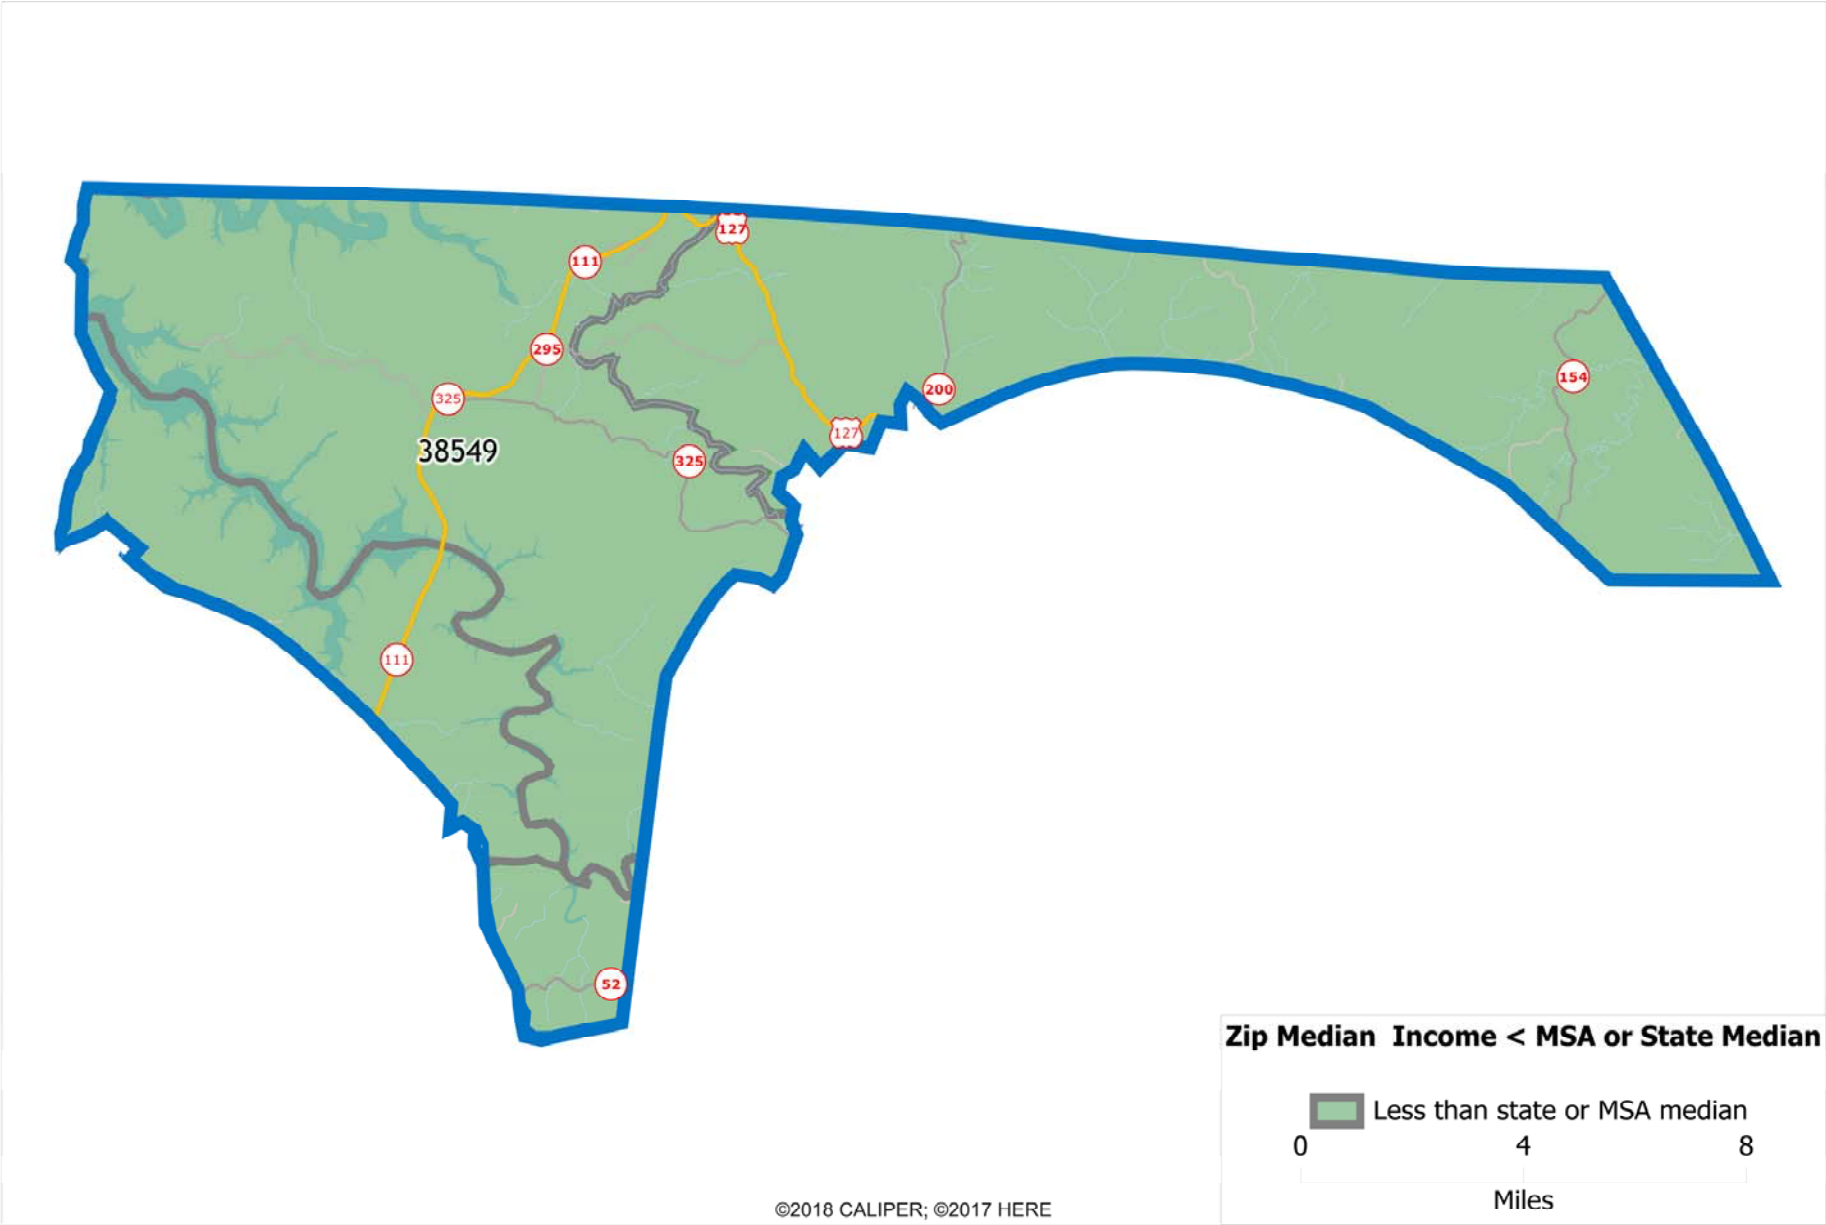 127
111
295
325
38549
325
127
200
154
111
52
Zip Median Income < MSA or State Median
Less than state or MSA median
0 4 8
Miles
©2018 CALIPER; ©2017 HERE